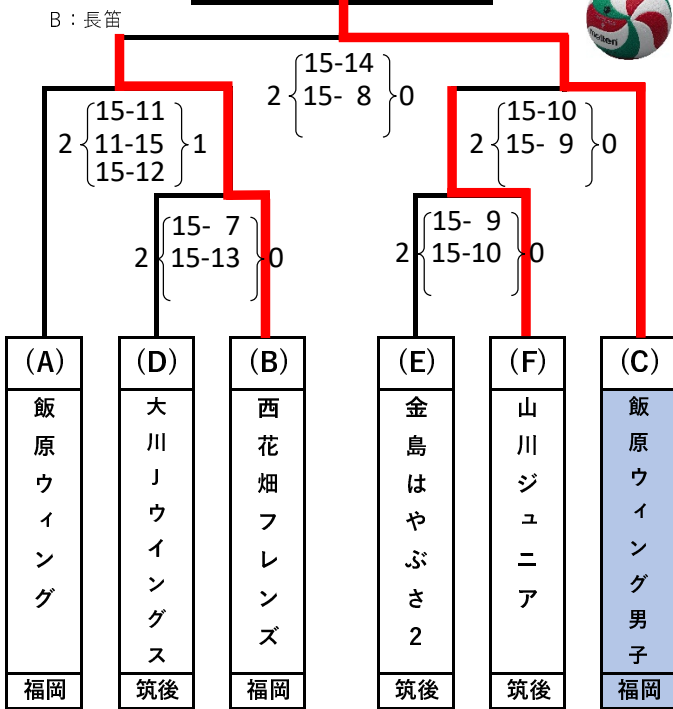 B：長笛
molten
2 15-14 0
15- 8
2 15-11 1
11-15
15-12
2 15-10 0
15- 9
2 15- 7 0
15-13
2 15- 9 0
15-10
(A) (D) (B) (E) (F) (C)
飯原ウィング
大川Jウイングス
西花畑フレンズ
金島はやぶさ2
山川ジュニア
飯原ウィング男子
福岡 筑後 福岡 筑後 筑後 福岡